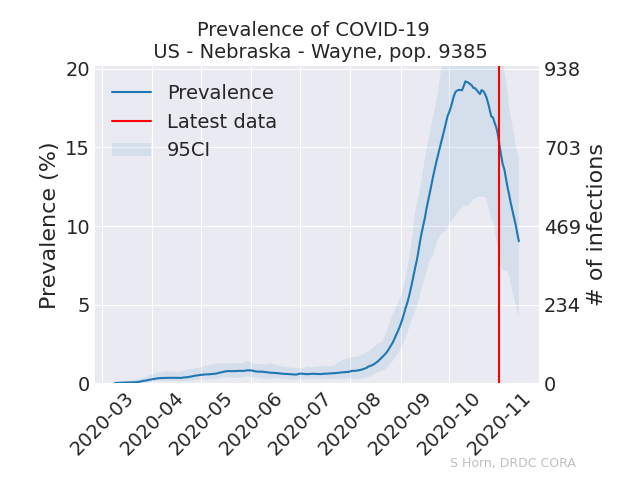 Prevalence of COVID-19
US - Nebraska - Wayne, pop. 9385
Prevalence
Latest data
95CI
Prevalence (%)
20
15
10
5
0
938
703
469
234
0
# of infections
2020-03
2020-04
2020-05
2020-06
2020-07
2020-08
2020-09
2020-10
2020-11
S Horn, DRDC CORA